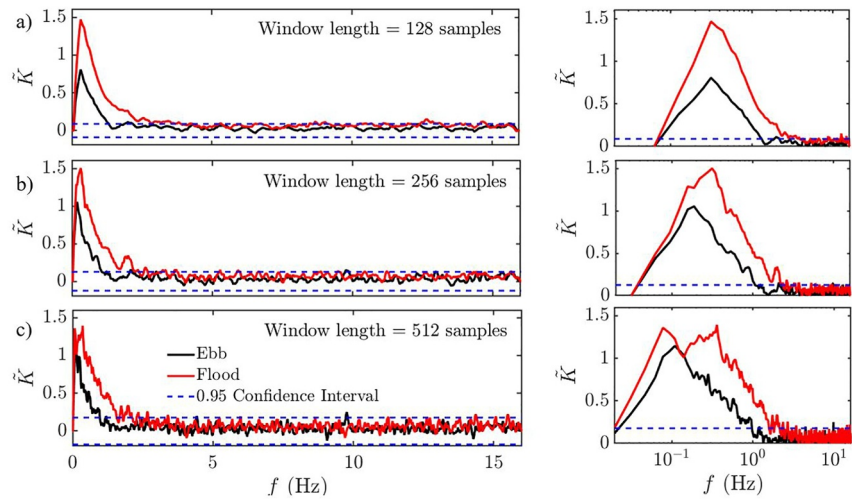 a)
1.5
1
0.5
0
K̃
Window length = 128 samples
1.5
1
0.5
0
K̃
b)
1.5
1
0.5
0
K̃
Window length = 256 samples
1.5
1
0.5
0
K̃
c)
1.5
1
0.5
0
K̃
Window length = 512 samples
Ebb
Flood
0.95 Confidence Interval
0 5 10 15
f (Hz)
1.5
1
0.5
0
K̃
10⁻¹ 10⁰ 10¹
f (Hz)